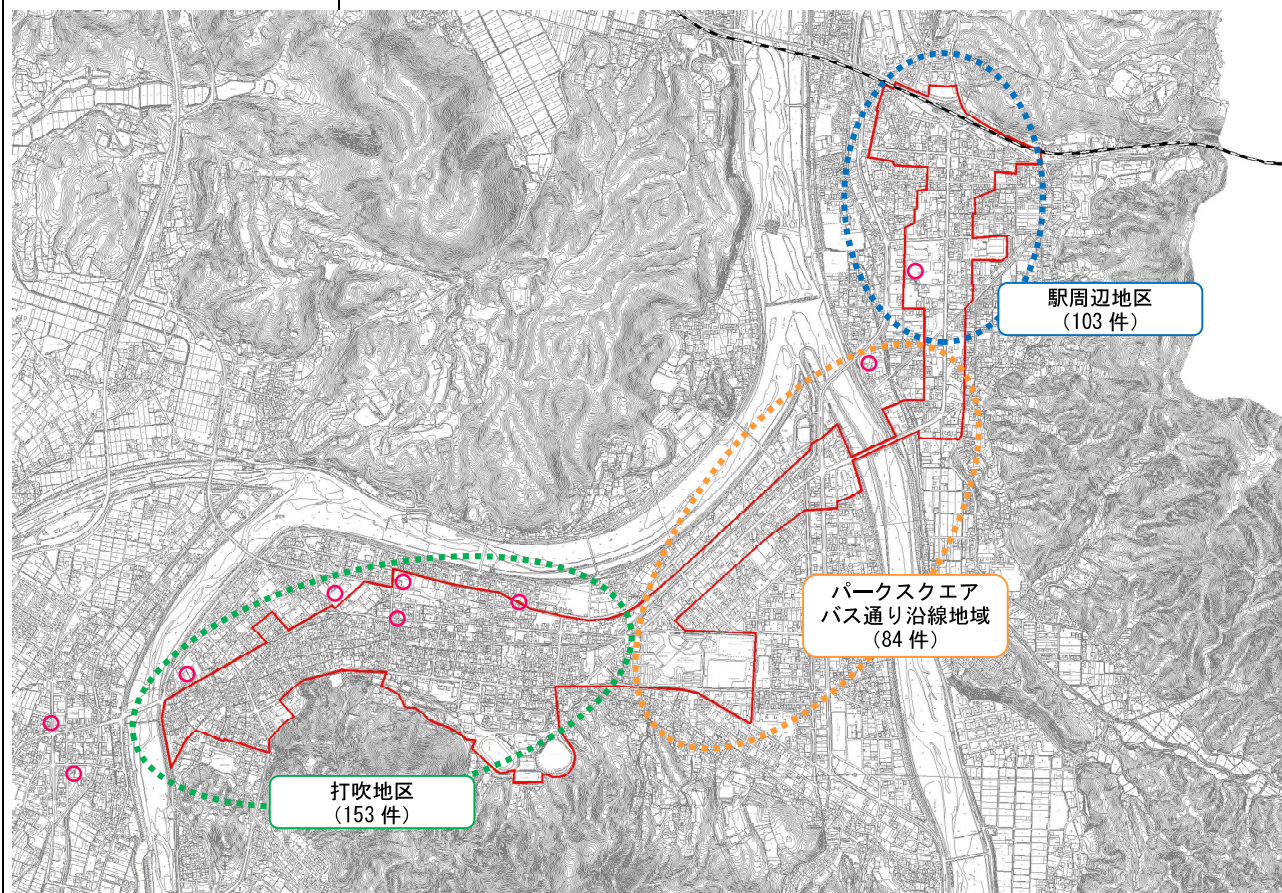 駅周辺地区
(103 件)
パークスクエア
バス通り沿線地域
(84 件)
打吹地区
(153 件)